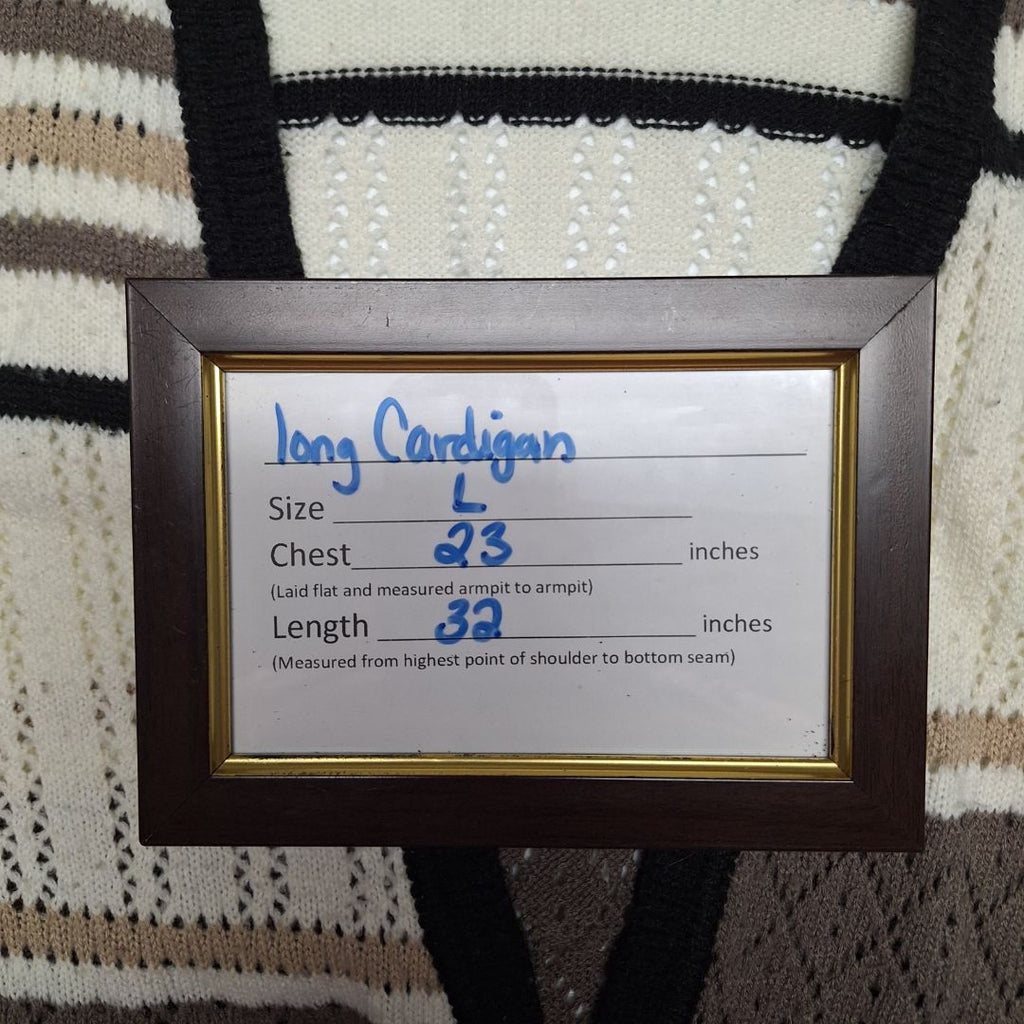 long Cardigan
Size L
Chest 23 inches
(Laid flat and measured armpit to armpit)
Length 32 inches
(Measured from highest point of shoulder to bottom seam)